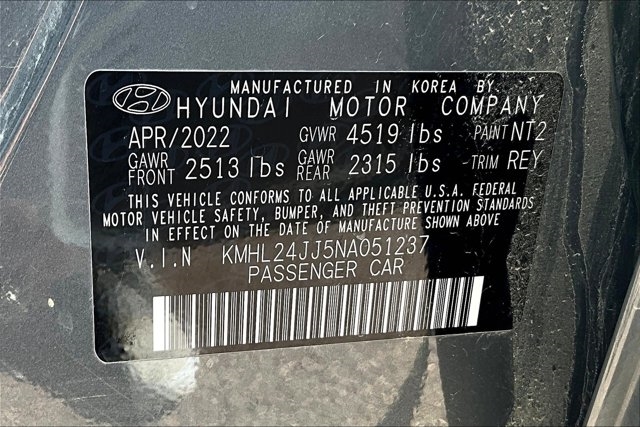 MANUFACTURED IN KOREA BY
HYUNDAI MOTOR COMPANY
APR/2022 GVWR 4519 lbs PAINT NT2
GAWR FRONT 2513 lbs GAWR REAR 2315 lbs TRIM REY
THIS VEHICLE CONFORMS TO ALL APPLICABLE U.S.A. FEDERAL
MOTOR VEHICLE SAFETY, BUMPER, AND THEFT PREVENTION STANDARDS
IN EFFECT ON THE DATE OF MANUFACTURE SHOWN ABOVE
V.I.N KMHL24JJ5NA051237
PASSENGER CAR